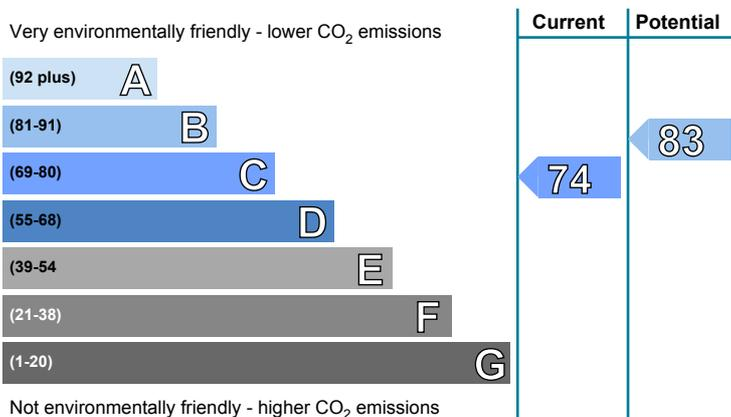 Very environmentally friendly - lower CO2 emissions
Current
Potential
(92 plus) A
(81-91) B
83
(69-80) C
74
(55-68) D
(39-54 E
(21-38) F
(1-20) G
Not environmentally friendly - higher CO2 emissions